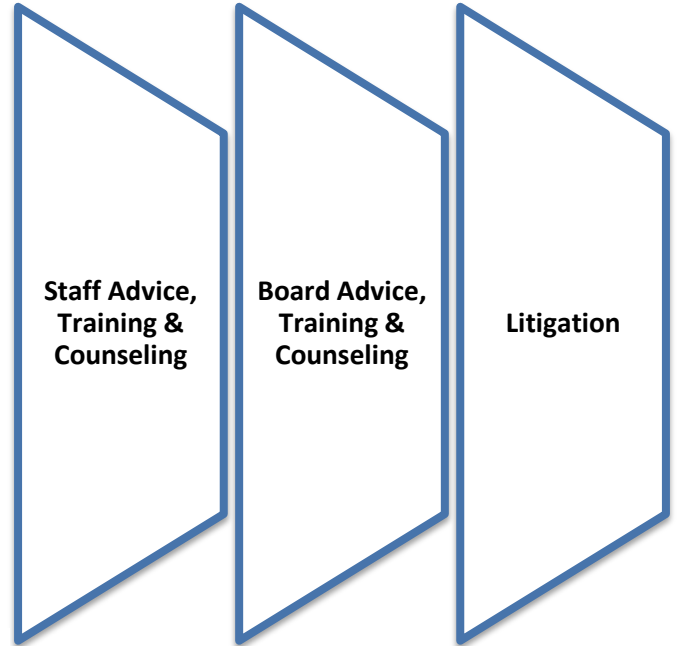 Staff Advice,
Training &
Counseling
Board Advice,
Training &
Counseling
Litigation